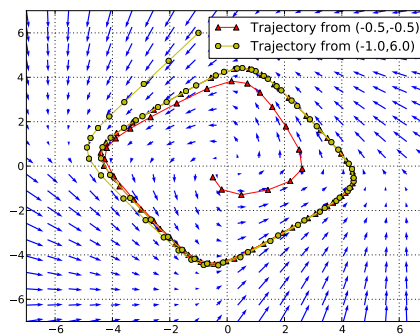 Trajectory from (-0.5,-0.5)
Trajectory from (-1.0,6.0)
6
4
2
0
−2
−4
−6
−6 −4 −2 0 2 4 6